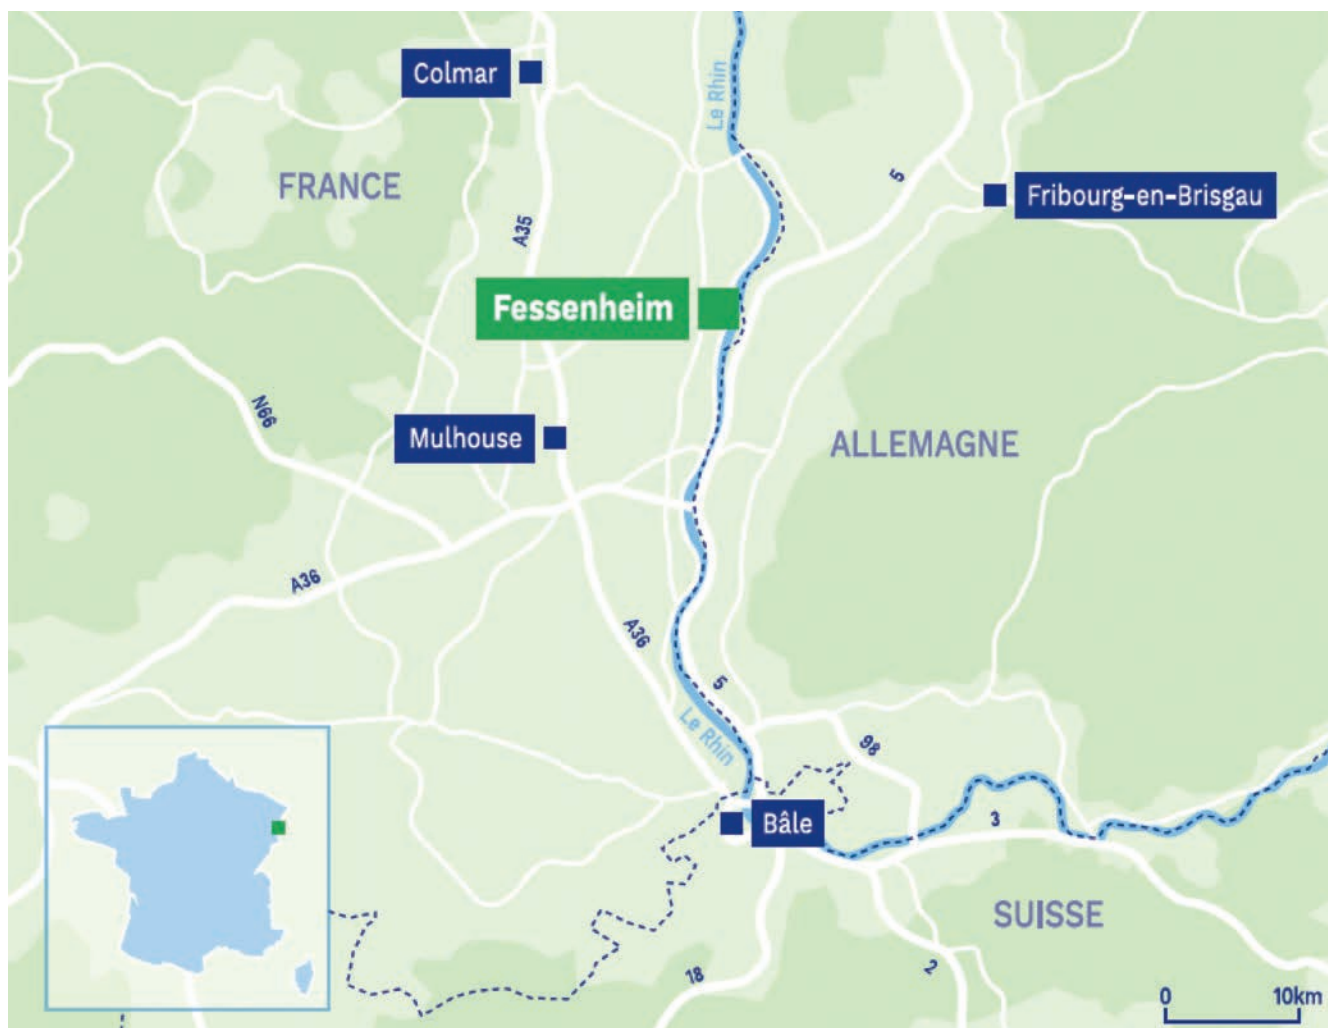 Colmar
Le Rhin
FRANCE
5
Fribourg-en-Brisgau
A35
Fessenheim
N66
Mulhouse
ALLEMAGNE
A36
A36
5
Le Rhin
98
Bâle
3
SUISSE
18
2
0 10km